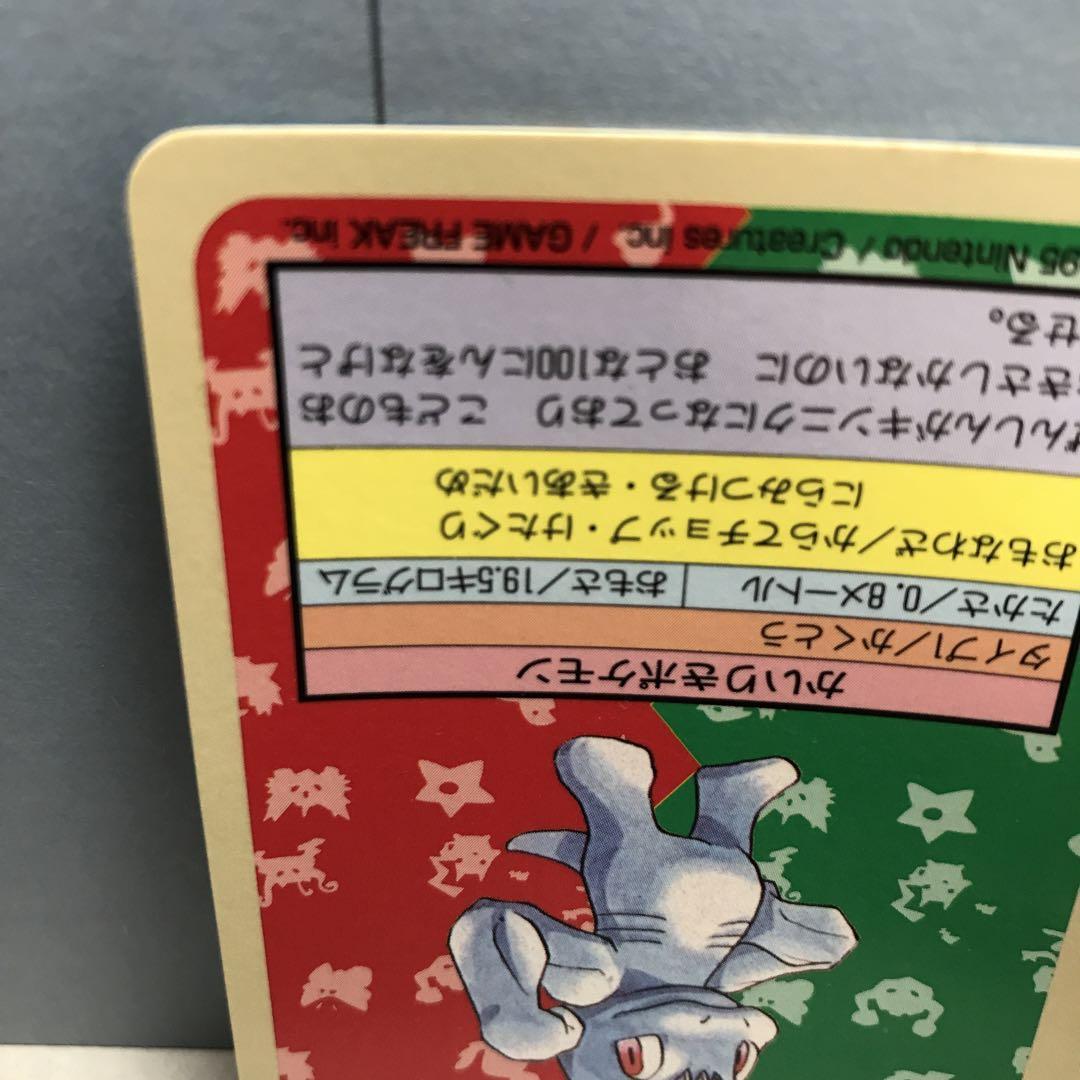 かいりきポケモン
タイプ1/かくとう
たかさ/0.8メートル おもさ/19.5キログラム
おもなわざ/からてチョップ・けたくり
にらみつける・きあいだめ
ぜんしんがキンニクになっており こどものお
きさしかないのに おとな100にんをなげと
せる。
95 Nintendo / Creatures inc. / GAME FREAK inc.